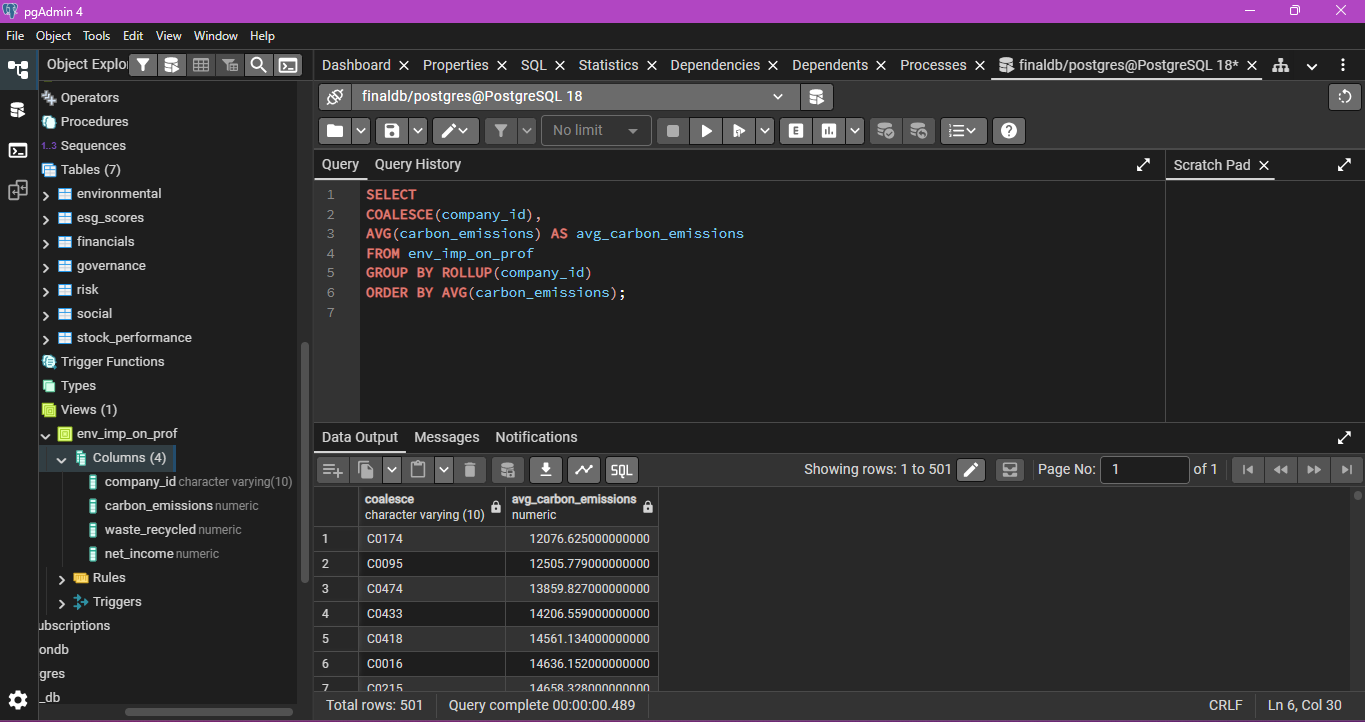 pgAdmin 4
File Object Tools Edit View Window Help
Object Explo
Dashboard Properties SQL Statistics Dependencies Dependents Processes finaldb/postgres@PostgreSQL 18*
finaldb/postgres@PostgreSQL 18
No limit
E
Query Query History
Scratch Pad
Operators
Procedures
1..3 Sequences
Tables (7)
environmental
esg_scores
financials
governance
risk
social
stock_performance
Trigger Functions
Types
Views (1)
env_imp_on_prof
Columns (4)
company_id character varying(10)
carbon_emissions numeric
waste_recycled numeric
net_income numeric
Rules
Triggers
ubscriptions
ondb
gres
_db
1 SELECT
2 COALESCE(company_id),
3 AVG(carbon_emissions) AS avg_carbon_emissions
4 FROM env_imp_on_prof
5 GROUP BY ROLLUP(company_id)
6 ORDER BY AVG(carbon_emissions);
7
Data Output Messages Notifications
SQL
Showing rows: 1 to 501
Page No: 1 of 1
coalesce avg_carbon_emissions
character varying (10) numeric
1 C0174 12076.625000000000
2 C0095 12505.779000000000
3 C0474 13859.827000000000
4 C0433 14206.559000000000
5 C0418 14561.134000000000
6 C0016 14636.152000000000
7 C0215 14658.328000000000
Total rows: 501 Query complete 00:00:00.489
CRLF Ln 6, Col 30